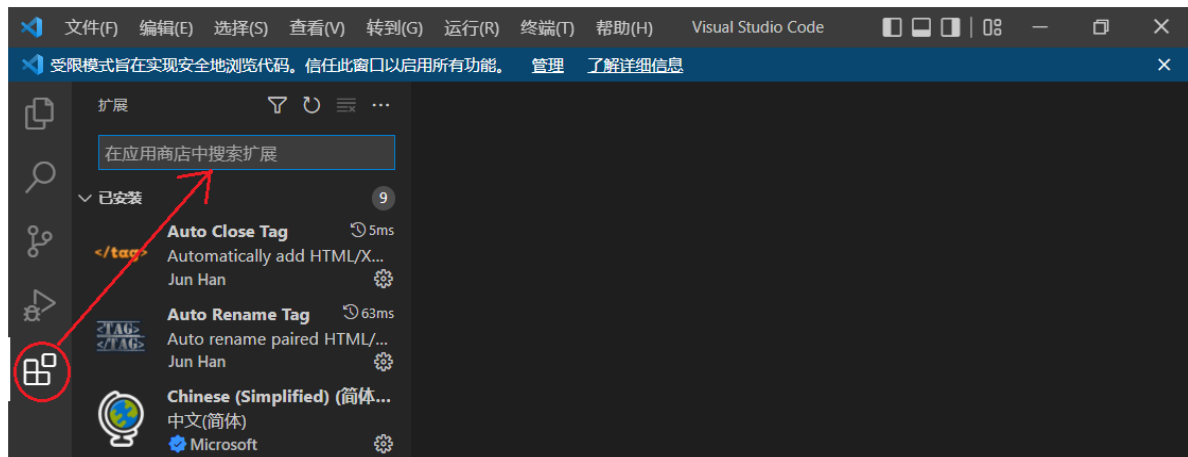 文件(F) 编辑(E) 选择(S) 查看(V) 转到(G) 运行(R) 终端(T) 帮助(H) Visual Studio Code
受限模式旨在实现安全地浏览代码。信任此窗口以启用所有功能。 管理 了解详细信息
扩展
在应用商店中搜索扩展
已安装 9
Auto Close Tag 5ms
</tag> Automatically add HTML/X...
Jun Han
Auto Rename Tag 63ms
<TAG>
</TAG> Auto rename paired HTML/...
Jun Han
Chinese (Simplified) (简体...
中文(简体)
Microsoft